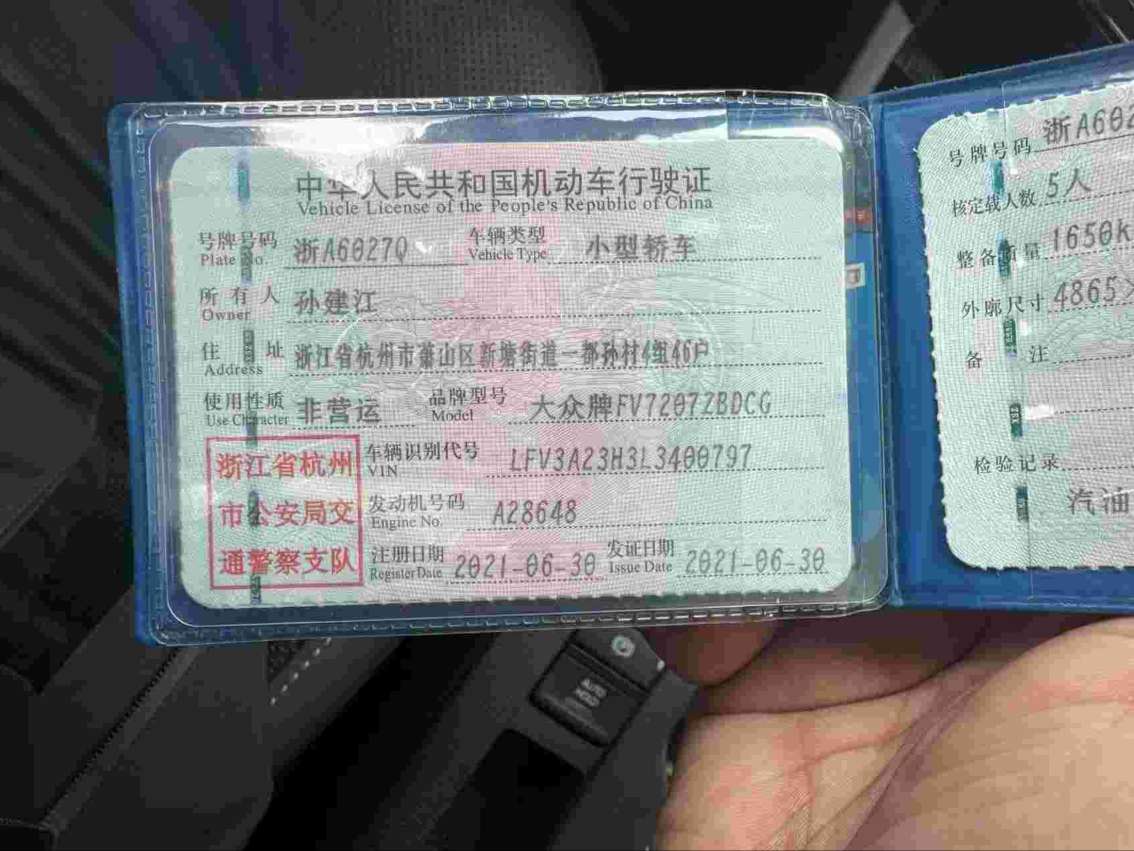 中华人民共和国机动车行驶证
Vehicle License of the People's Republic of China
号牌号码 浙A6027Q 车辆类型 小型轿车
Plate No. Vehicle Type
所有人 孙建江
Owner
住址 浙江省杭州市萧山区新塘街道一都孙村4组46户
Address
使用性质 非营运 品牌型号 大众牌FV7207ZBDCG
Use Character Model
浙江省杭州
市公安局交
通警察支队
车辆识别代号 LFV3A23H3L3400797
VIN
发动机号码 A28648
Engine No.
注册日期 2021-06-30 发证日期 2021-06-30
Register Date Issue Date
号牌号码 浙A602
核定载人数 5人
整备质量 1650k
外廓尺寸 4865×
备注
检验记录
汽油
AUTO
HOLD